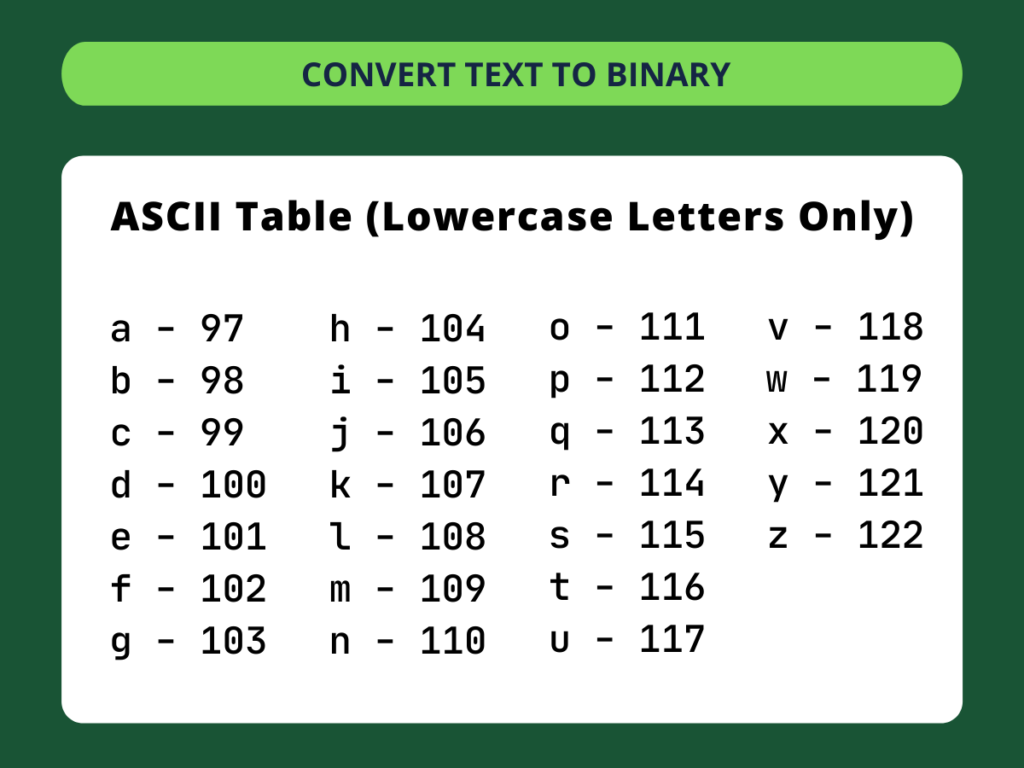 CONVERT TEXT TO BINARY
ASCII Table (Lowercase Letters Only)
a - 97
b - 98
c - 99
d - 100
e - 101
f - 102
g - 103
h - 104
i - 105
j - 106
k - 107
l - 108
m - 109
n - 110
o - 111
p - 112
q - 113
r - 114
s - 115
t - 116
u - 117
v - 118
w - 119
x - 120
y - 121
z - 122